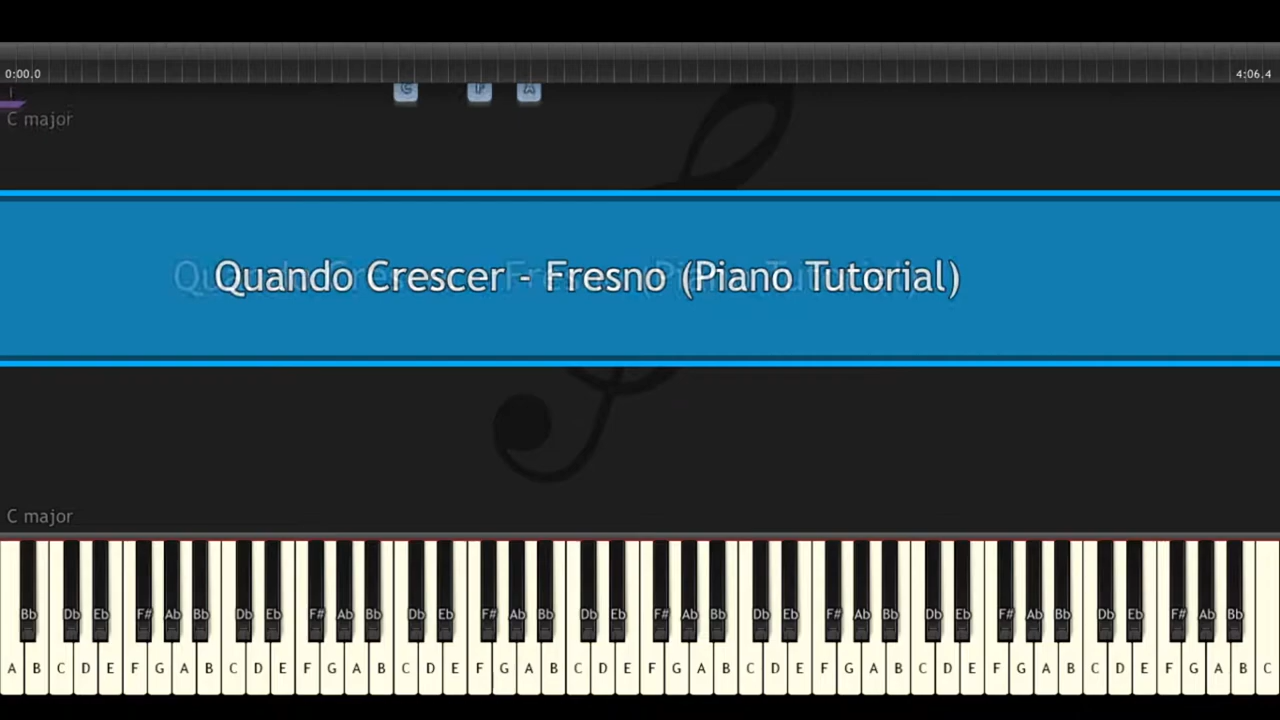 0:00.0
4:06.4
C F A
C major
Quando Crescer - Fresno (Piano Tutorial)
C major
Bb Db Eb F# Ab Bb Db Eb F# Ab Bb Db Eb F# Ab Bb Db Eb F# Ab Bb Db Eb F# Ab Bb Db Eb F# Ab Bb Db Eb F# Ab Bb
A B C D E F G A B C D E F G A B C D E F G A B C D E F G A B C D E F G A B C D E F G A B C D E F G A B C